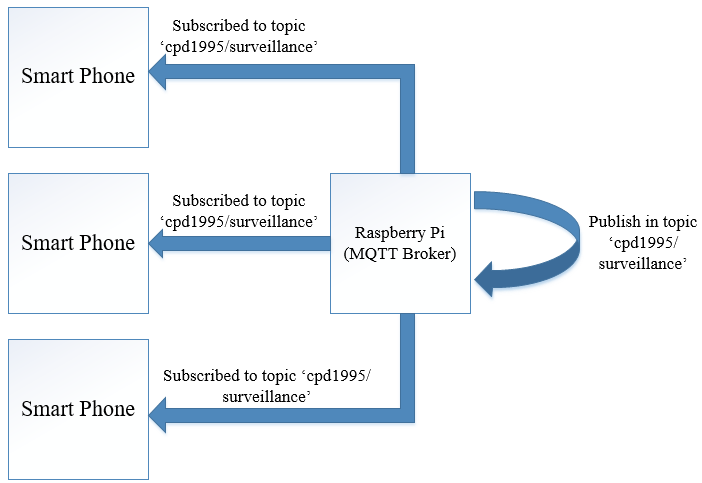 Subscribed to topic
‘cpd1995/surveillance’
Smart Phone
Subscribed to topic
‘cpd1995/surveillance’
Smart Phone
Raspberry Pi
(MQTT Broker)
Publish in topic
‘cpd1995/
surveillance’
Subscribed to topic ‘cpd1995/
surveillance‘
Smart Phone